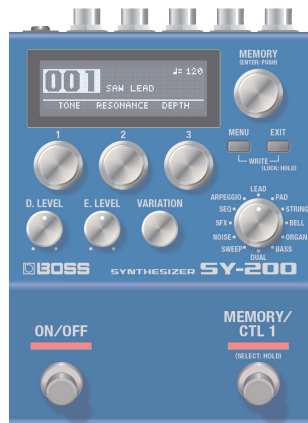 MEMORY
(ENTER: PUSH)
♩= 120
001 SAW LEAD
TONE RESONANCE DEPTH
1 2 3
MENU EXIT
WRITE
(LOCK: HOLD)
D. LEVEL E. LEVEL VARIATION
LEAD
ARPEGGIO PAD
SEQ STRING
SFX BELL
NOISE ORGAN
SWEEP BASS
DUAL
BOSS SYNTHESIZER SY-200
ON/OFF
MEMORY/
CTL 1
(SELECT: HOLD)